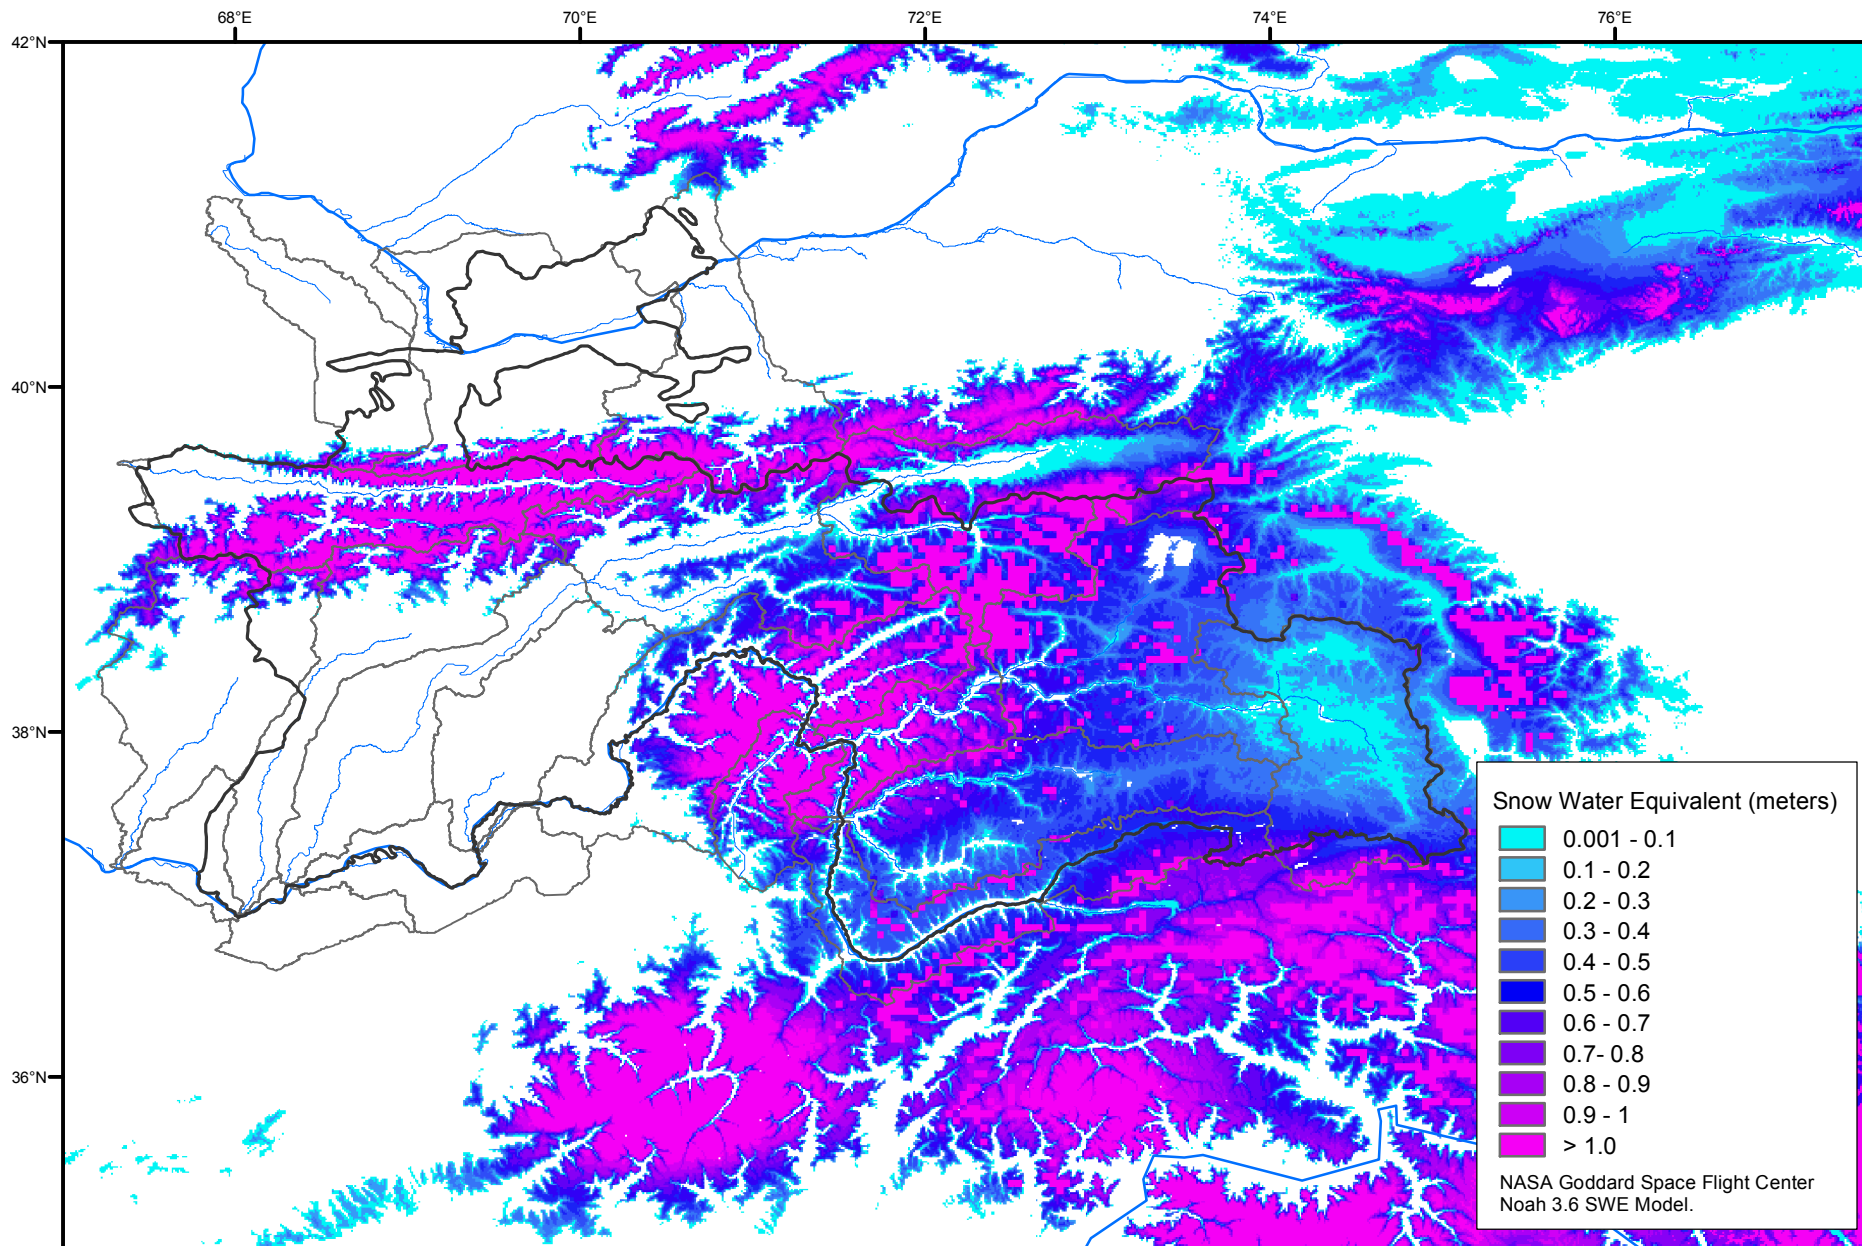 68°E
70°E
72°E
74°E
76°E
42°N
40°N
38°N
36°N
Snow Water Equivalent (meters)
0.001 - 0.1
0.1 - 0.2
0.2 - 0.3
0.3 - 0.4
0.4 - 0.5
0.5 - 0.6
0.6 - 0.7
0.7- 0.8
0.8 - 0.9
0.9 - 1
> 1.0
NASA Goddard Space Flight Center
Noah 3.6 SWE Model.